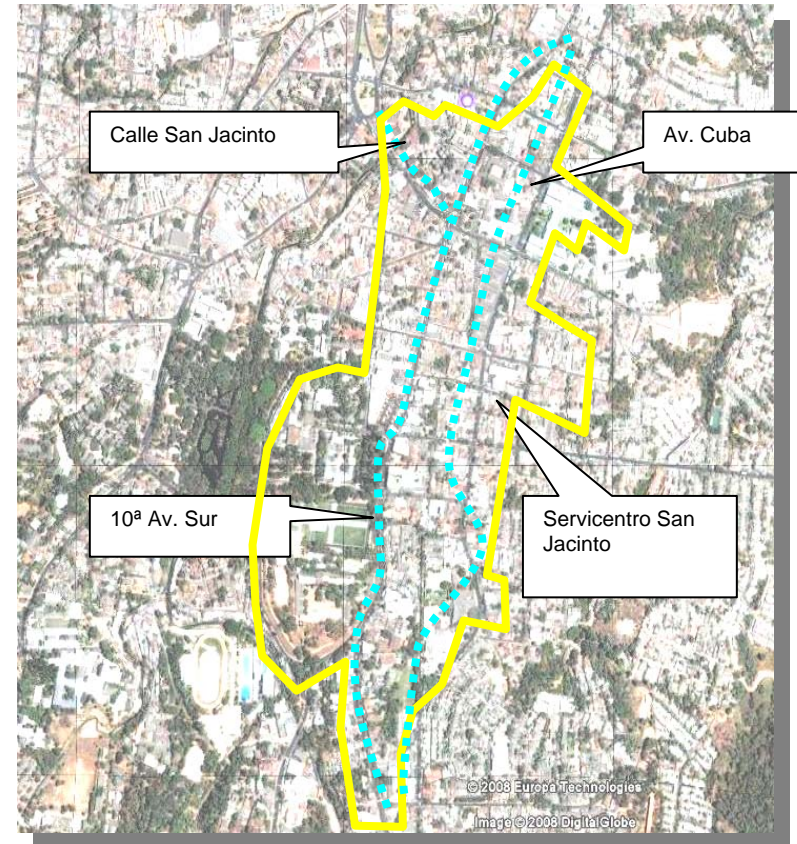 Calle San Jacinto
Av. Cuba
10ª Av. Sur
Servicentro San
Jacinto
© 2008 Europa Technologies
Image © 2008 DigitalGlobe